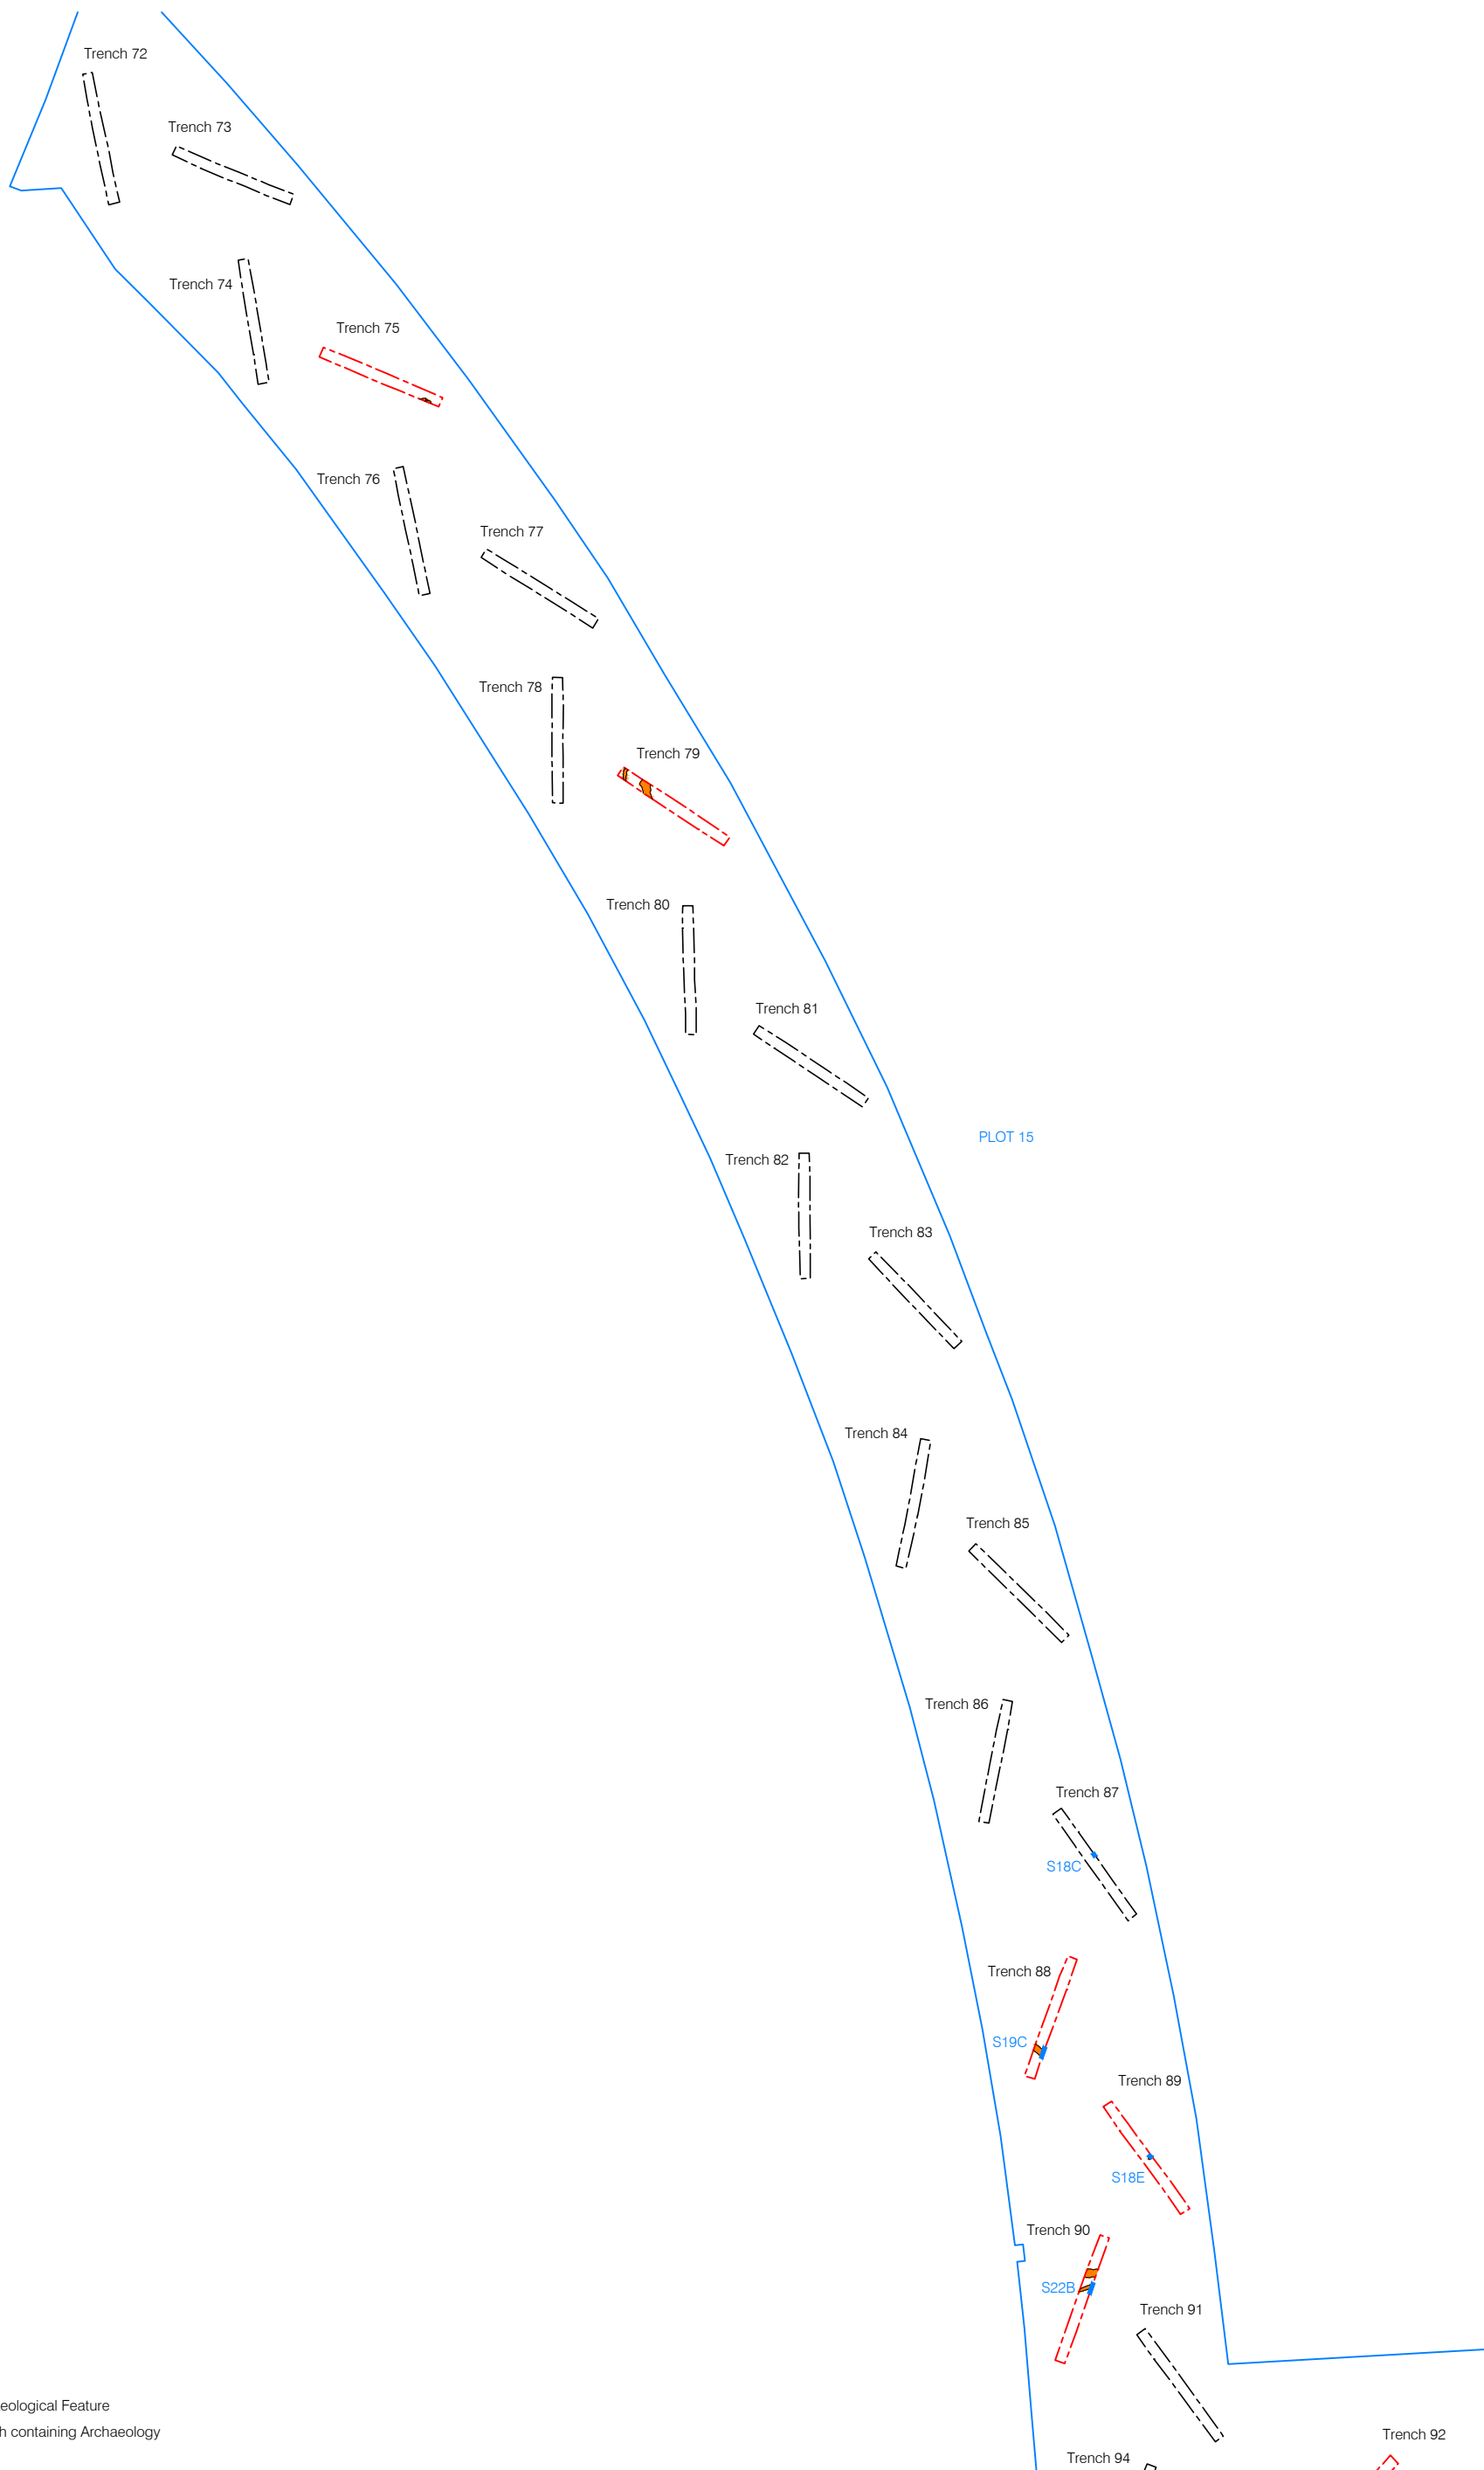 Trench 72
Trench 73
Trench 74
Trench 75
Trench 76
Trench 77
Trench 78
Trench 79
Trench 80
Trench 81
PLOT 15
Trench 82
Trench 83
Trench 84
Trench 85
Trench 86
Trench 87
S18C
Trench 88
S19C
Trench 89
S18E
Trench 90
S22B
Trench 91
eological Feature
h containing Archaeology
Trench 92
Trench 94